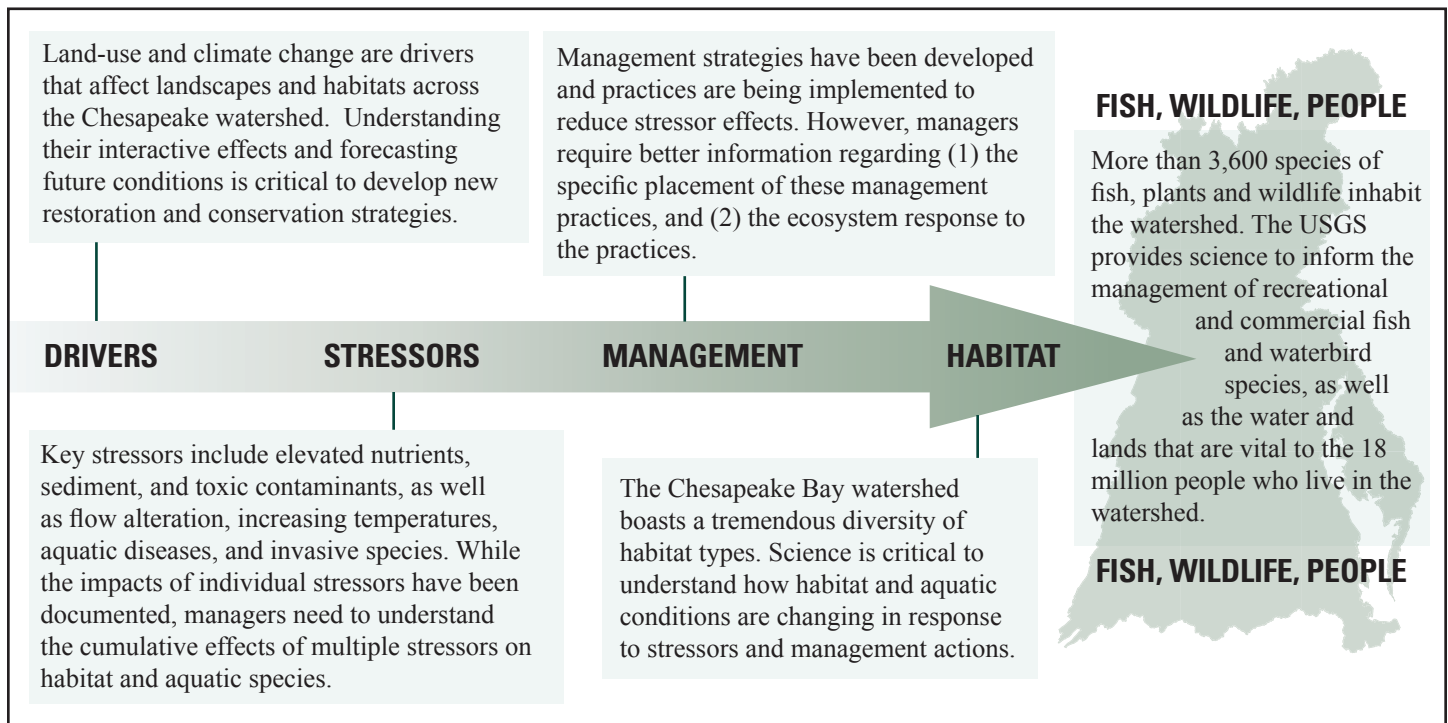 Land-use and climate change are drivers
that affect landscapes and habitats across
the Chesapeake watershed.  Understanding
their interactive effects and forecasting
future conditions is critical to develop new
restoration and conservation strategies.
Management strategies have been developed
and practices are being implemented to
reduce stressor effects. However, managers
require better information regarding (1) the
specific placement of these management
practices, and (2) the ecosystem response to
the practices.
DRIVERS
STRESSORS
MANAGEMENT
HABITAT
Key stressors include elevated nutrients,
sediment, and toxic contaminants, as well
as flow alteration, increasing temperatures,
aquatic diseases, and invasive species. While
the impacts of individual stressors have been
documented, managers need to understand
the cumulative effects of multiple stressors on
habitat and aquatic species.
The Chesapeake Bay watershed
boasts a tremendous diversity of
habitat types. Science is critical to
understand how habitat and aquatic
conditions are changing in response
to stressors and management actions.
FISH, WILDLIFE, PEOPLE
More than 3,600 species of
fish, plants and wildlife inhabit
the watershed. The USGS
provides science to inform the
management of recreational
and commercial fish
and waterbird
species, as well
as the water and
lands that are vital to the 18
million people who live in the
watershed.
FISH, WILDLIFE, PEOPLE